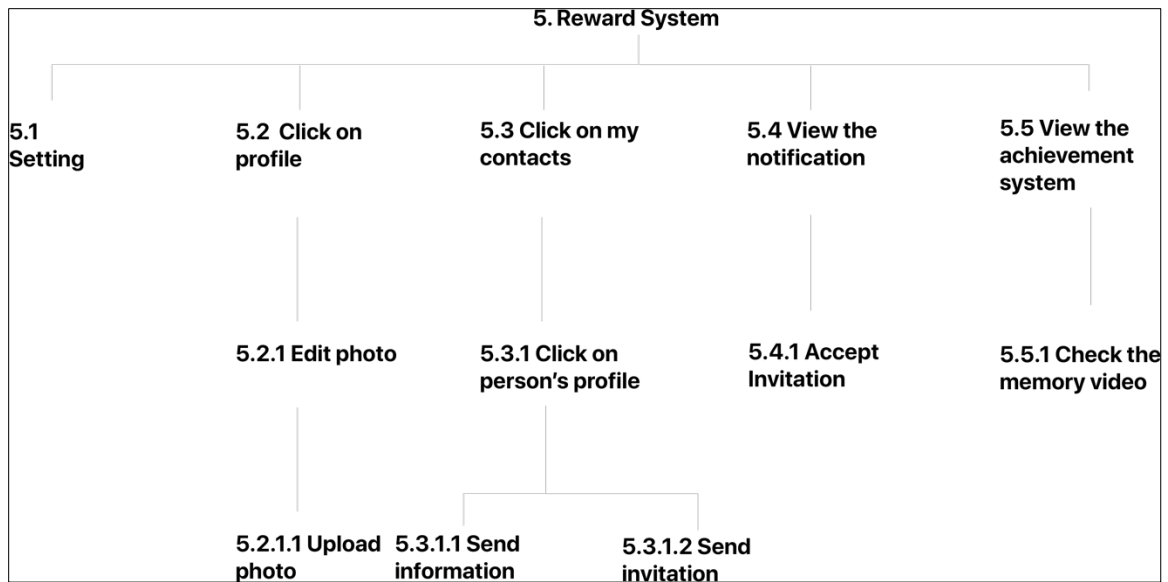 5. Reward System
5.1
Setting
5.2 Click on
profile
5.3 Click on my
contacts
5.4 View the
notification
5.5 View the
achievement
system
5.2.1 Edit photo
5.3.1 Click on
person's profile
5.4.1 Accept
Invitation
5.5.1 Check the
memory video
5.2.1.1 Upload
photo
5.3.1.1 Send
information
5.3.1.2 Send
invitation